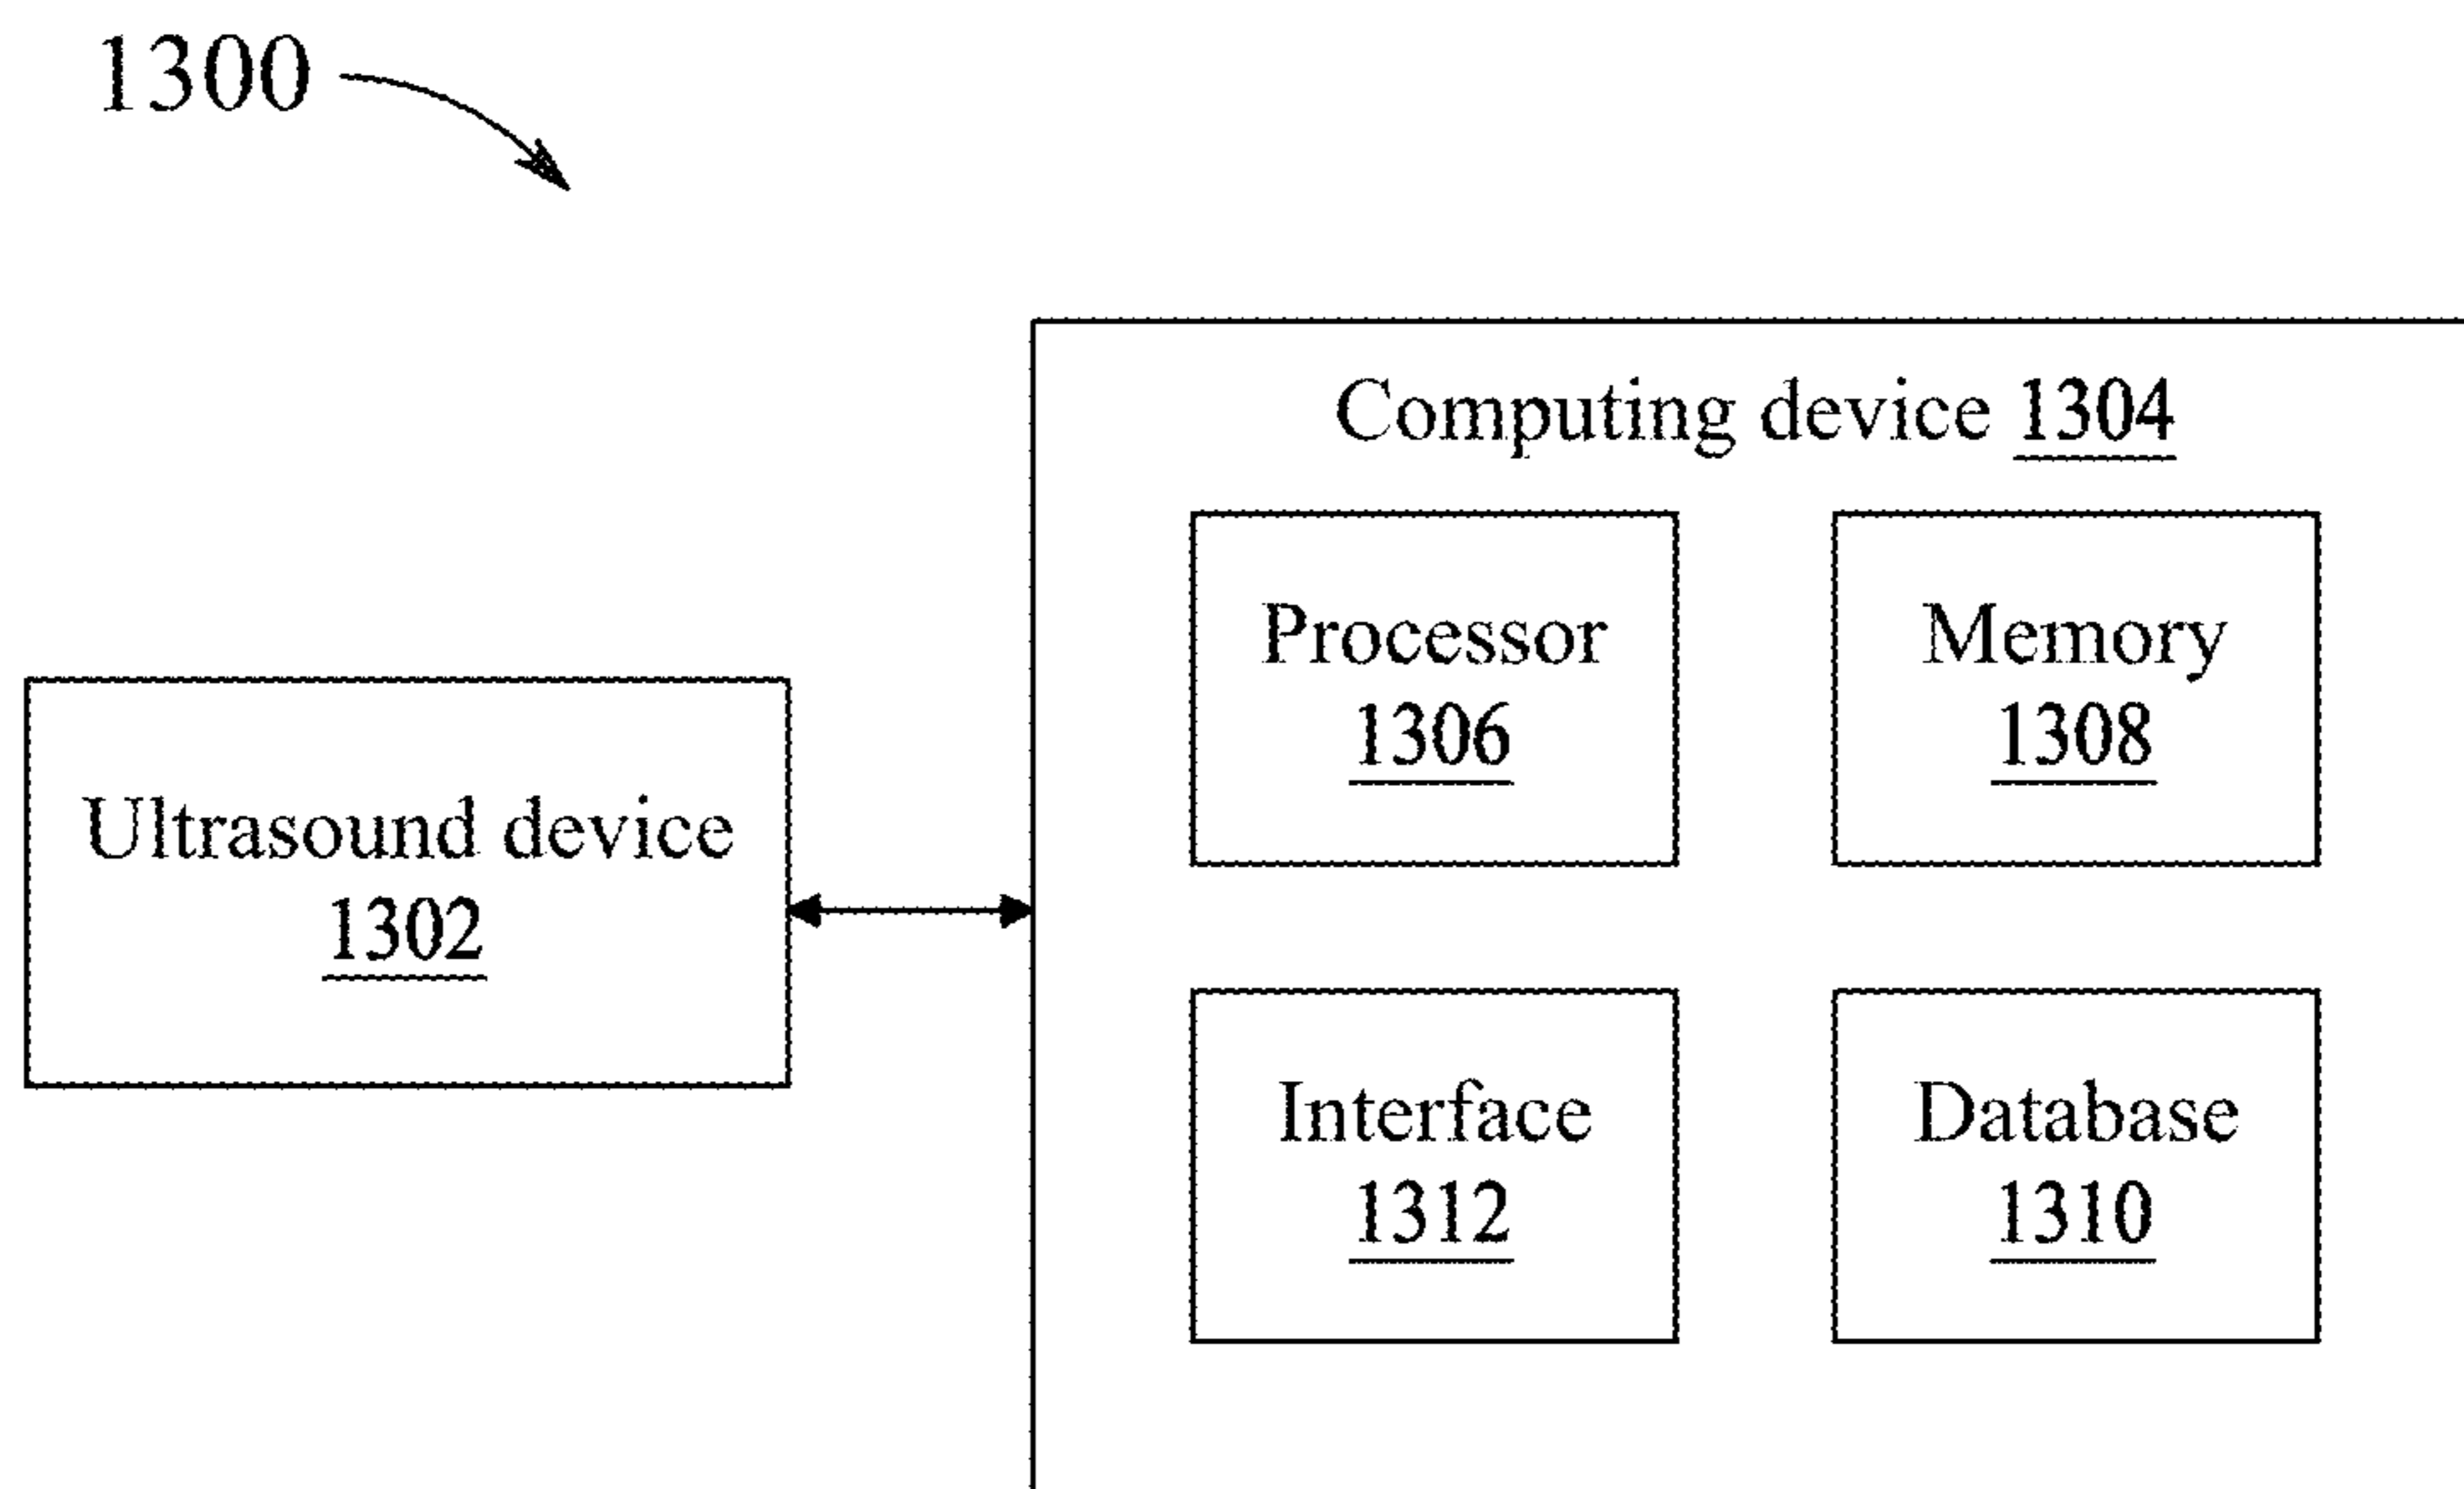 1300
Computing device 1304
Processor
1306
Memory
1308
Ultrasound device
1302
Interface
1312
Database
1310